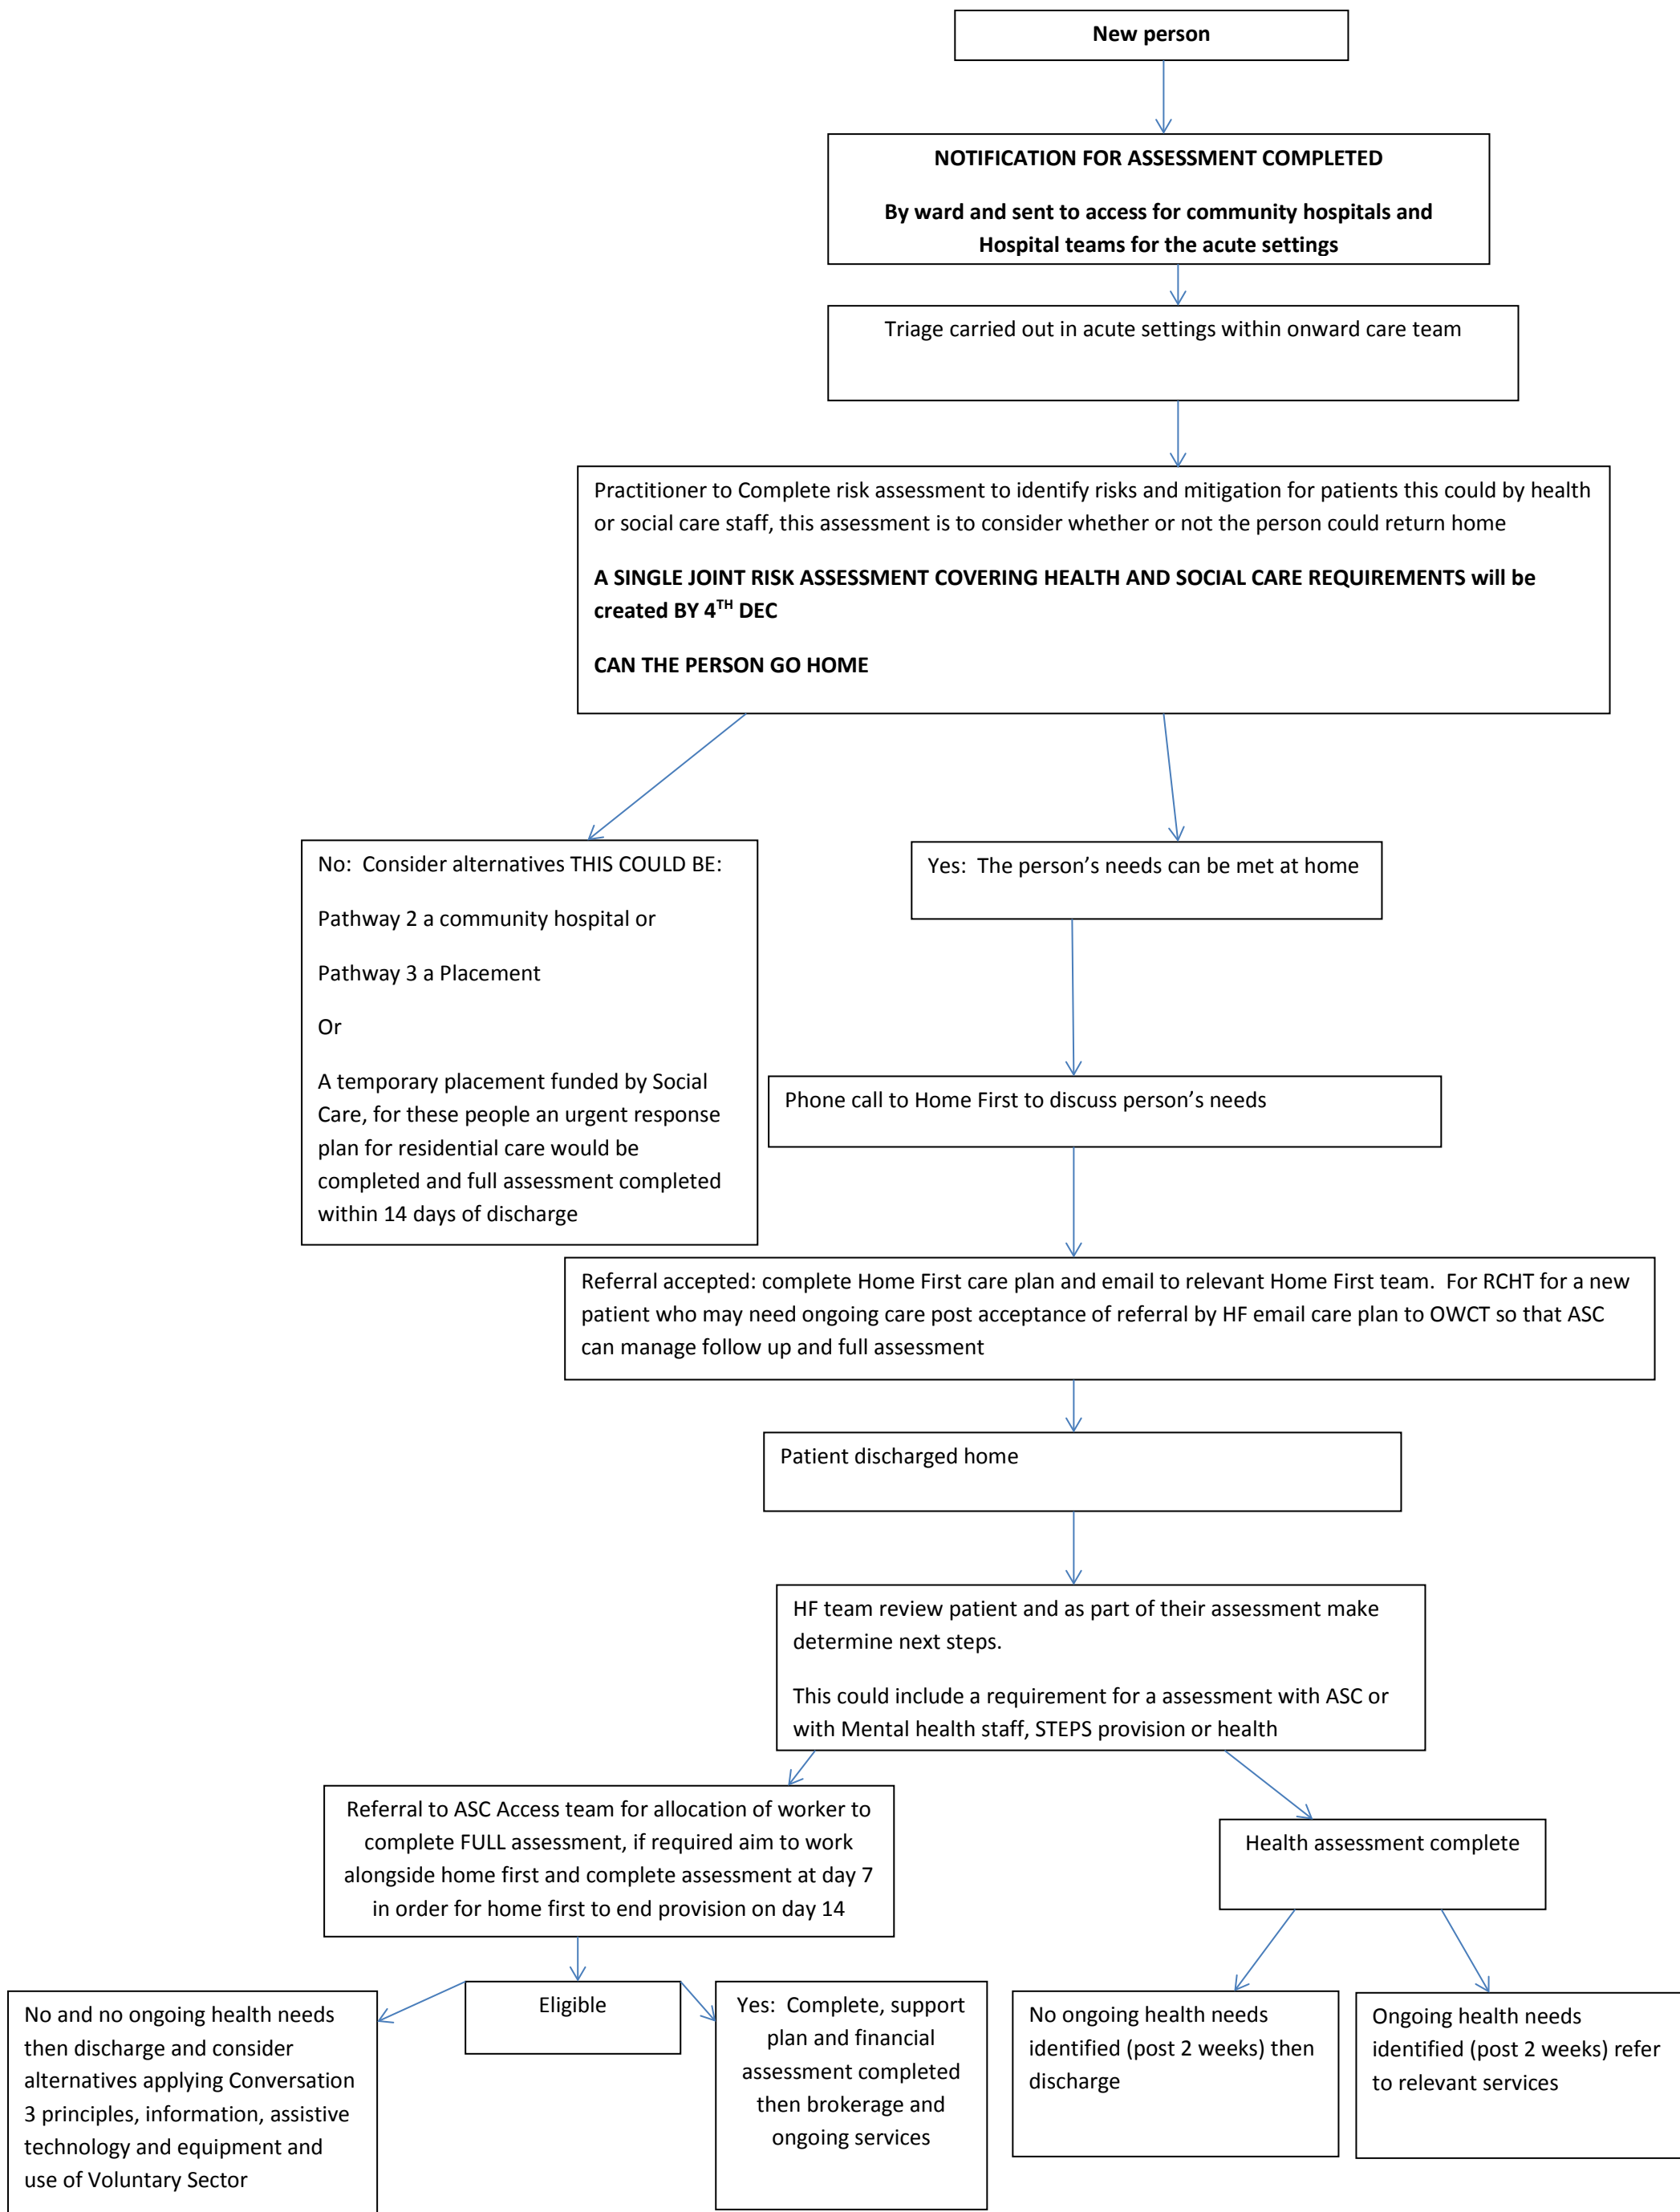 New person
NOTIFICATION FOR ASSESSMENT COMPLETED
By ward and sent to access for community hospitals and
Hospital teams for the acute settings
Triage carried out in acute settings within onward care team
Practitioner to Complete risk assessment to identify risks and mitigation for patients this could by health
or social care staff, this assessment is to consider whether or not the person could return home
A SINGLE JOINT RISK ASSESSMENT COVERING HEALTH AND SOCIAL CARE REQUIREMENTS will be
created BY 4TH DEC
CAN THE PERSON GO HOME
No:  Consider alternatives THIS COULD BE:
Pathway 2 a community hospital or
Pathway 3 a Placement
Or
A temporary placement funded by Social
Care, for these people an urgent response
plan for residential care would be
completed and full assessment completed
within 14 days of discharge
Yes:  The person’s needs can be met at home
Phone call to Home First to discuss person’s needs
Referral accepted: complete Home First care plan and email to relevant Home First team.  For RCHT for a new
patient who may need ongoing care post acceptance of referral by HF email care plan to OWCT so that ASC
can manage follow up and full assessment
Patient discharged home
HF team review patient and as part of their assessment make
determine next steps.
This could include a requirement for a assessment with ASC or
with Mental health staff, STEPS provision or health
Referral to ASC Access team for allocation of worker to
complete FULL assessment, if required aim to work
alongside home first and complete assessment at day 7
in order for home first to end provision on day 14
Health assessment complete
No and no ongoing health needs
then discharge and consider
alternatives applying Conversation
3 principles, information, assistive
technology and equipment and
use of Voluntary Sector
Eligible
Yes:  Complete, support
plan and financial
assessment completed
then brokerage and
ongoing services
No ongoing health needs
identified (post 2 weeks) then
discharge
Ongoing health needs
identified (post 2 weeks) refer
to relevant services